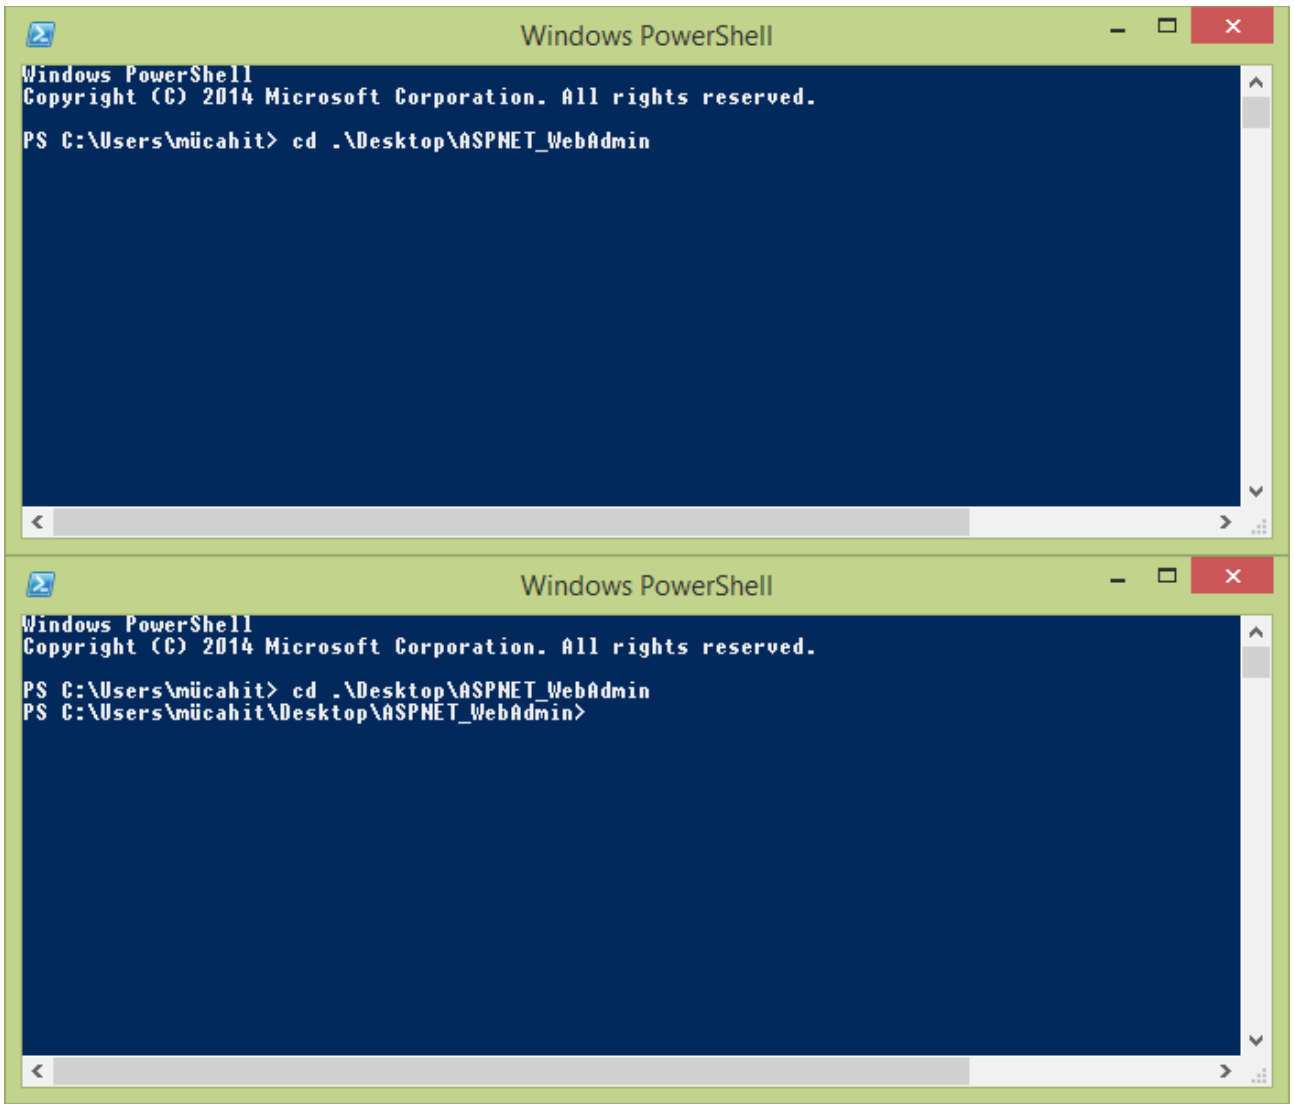 Windows PowerShell
Windows PowerShell
Copyright (C) 2014 Microsoft Corporation. All rights reserved.
PS C:\Users\mücahit> cd .\Desktop\ASPNET_WebAdmin
Windows PowerShell
Windows PowerShell
Copyright (C) 2014 Microsoft Corporation. All rights reserved.
PS C:\Users\mücahit> cd .\Desktop\ASPNET_WebAdmin
PS C:\Users\mücahit\Desktop\ASPNET_WebAdmin>